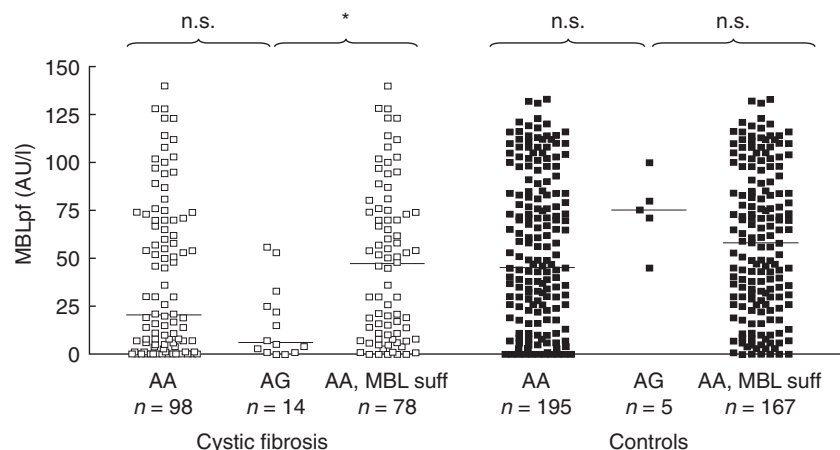 n.s. * n.s. n.s.
150
125
100
75
50
25
0
MBLpf (AU/l)
AA AG AA, MBL suff AA AG AA, MBL suff
n = 98 n = 14 n = 78 n = 195 n = 5 n = 167
Cystic fibrosis Controls